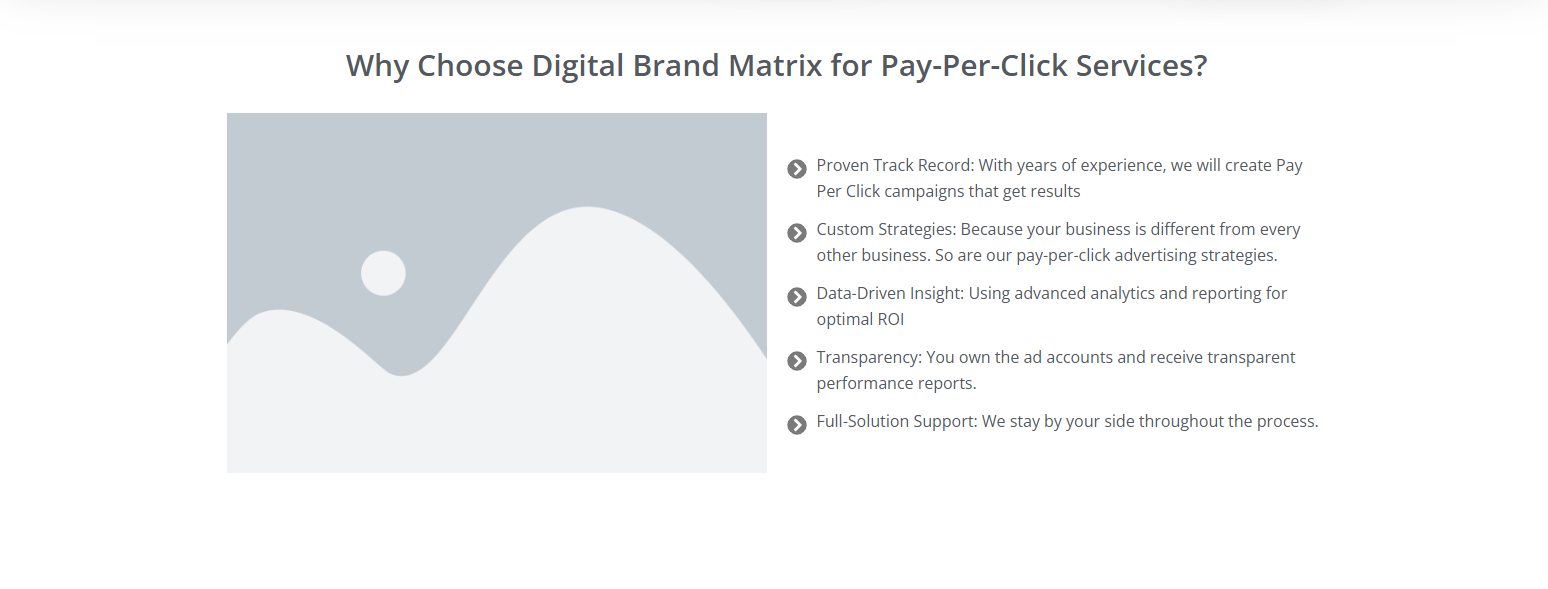 Why Choose Digital Brand Matrix for Pay-Per-Click Services?
Proven Track Record: With years of experience, we will create Pay
Per Click campaigns that get results
Custom Strategies: Because your business is different from every
other business. So are our pay-per-click advertising strategies.
Data-Driven Insight: Using advanced analytics and reporting for
optimal ROI
Transparency: You own the ad accounts and receive transparent
performance reports.
Full-Solution Support: We stay by your side throughout the process.